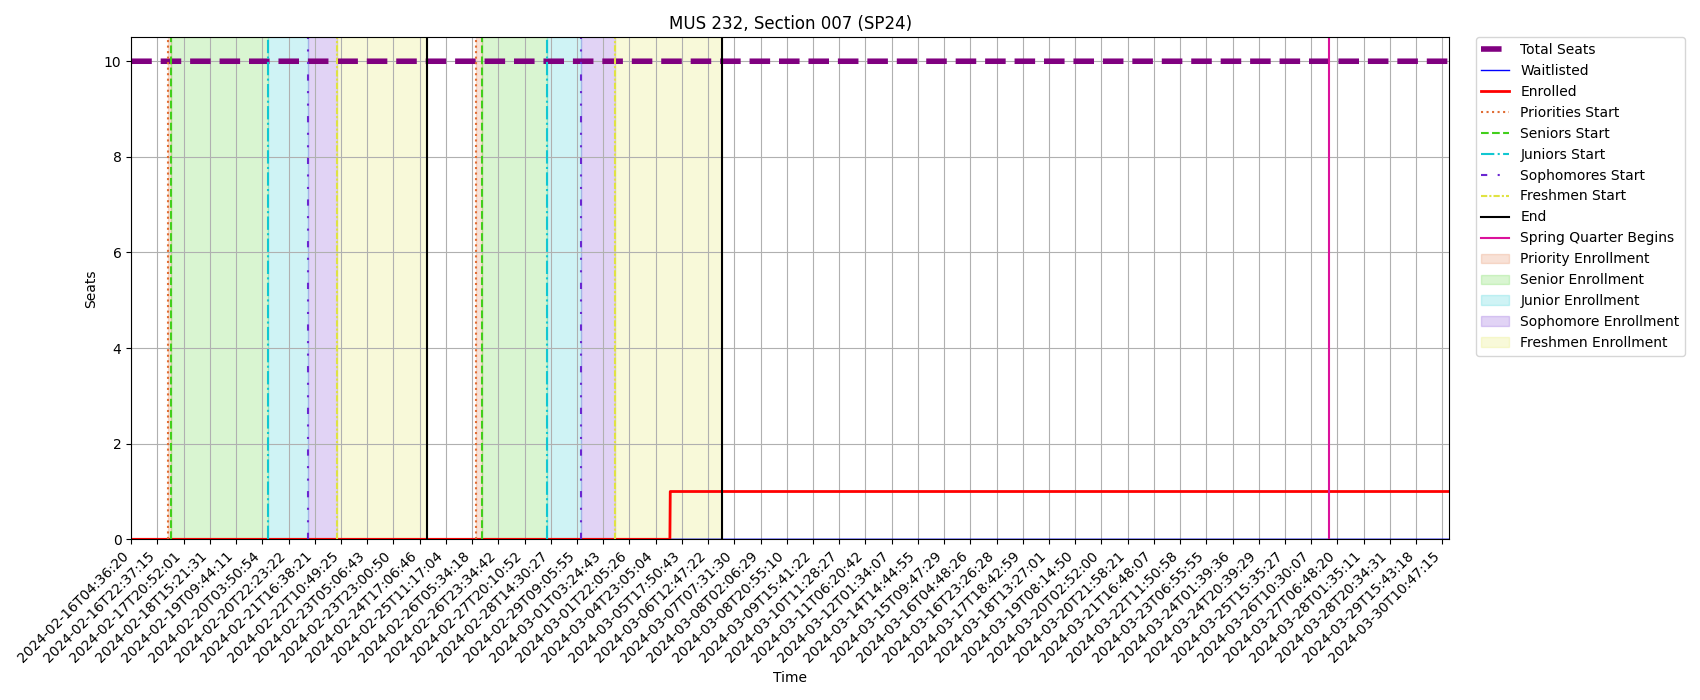 MUS 232, Section 007 (SP24)
10
8
6
4
2
0
Seats
2024-02-16T04:36:20
2024-02-16T22:37:15
2024-02-17T20:52:01
2024-02-18T15:21:31
2024-02-19T09:44:11
2024-02-20T03:50:54
2024-02-20T22:23:22
2024-02-21T16:38:21
2024-02-22T10:49:25
2024-02-23T05:06:43
2024-02-23T23:00:50
2024-02-24T17:06:46
2024-02-25T11:17:04
2024-02-26T05:34:18
2024-02-26T23:34:42
2024-02-27T20:10:52
2024-02-28T14:30:27
2024-02-29T09:05:55
2024-03-01T03:24:43
2024-03-01T22:05:26
2024-03-04T23:05:04
2024-03-05T17:50:43
2024-03-06T12:47:22
2024-03-07T07:31:30
2024-03-08T02:06:29
2024-03-08T20:55:10
2024-03-09T15:41:22
2024-03-10T11:28:27
2024-03-11T06:20:42
2024-03-12T01:34:07
2024-03-14T14:44:55
2024-03-15T09:47:29
2024-03-16T04:48:26
2024-03-16T23:26:28
2024-03-17T18:42:59
2024-03-18T13:27:01
2024-03-19T08:14:50
2024-03-20T02:52:00
2024-03-20T21:58:21
2024-03-21T16:48:07
2024-03-22T11:50:58
2024-03-23T06:55:55
2024-03-24T01:39:36
2024-03-24T20:39:29
2024-03-25T15:35:27
2024-03-26T10:30:07
2024-03-27T06:48:20
2024-03-28T01:35:11
2024-03-28T20:34:31
2024-03-29T15:43:18
2024-03-30T10:47:15
Time
Total Seats
Waitlisted
Enrolled
Priorities Start
Seniors Start
Juniors Start
Sophomores Start
Freshmen Start
End
Spring Quarter Begins
Priority Enrollment
Senior Enrollment
Junior Enrollment
Sophomore Enrollment
Freshmen Enrollment